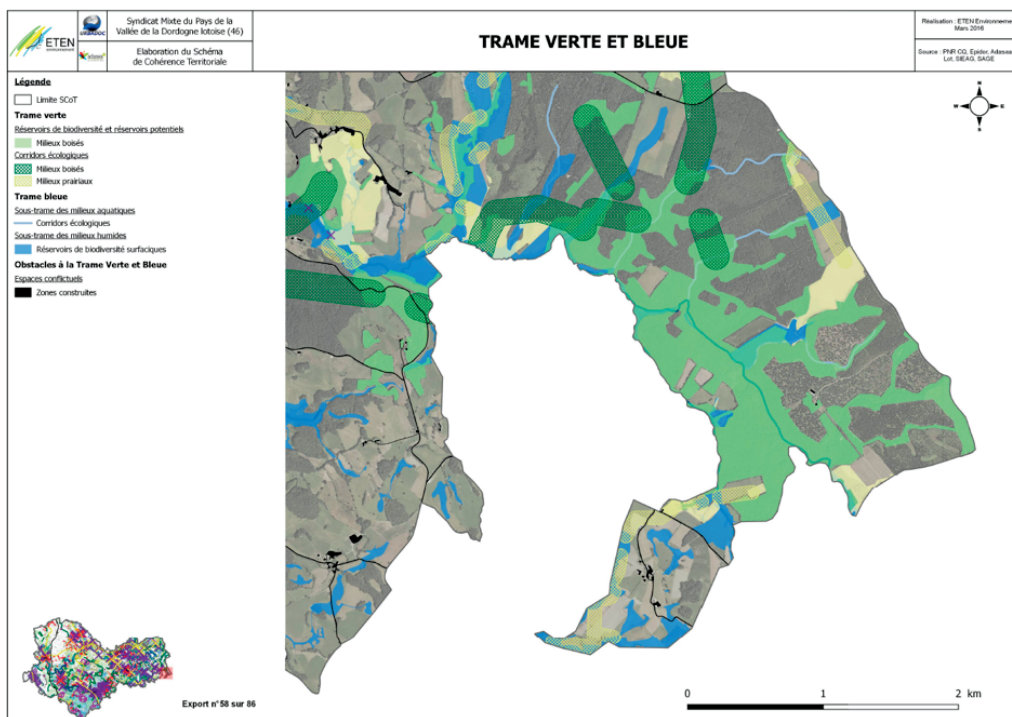 ETEN
environnement
URBADOC
Syndicat Mixte du Pays de la
Vallée de la Dordogne lotoise (46)
Elaboration du Schéma
de Cohérence Territoriale
TRAME VERTE ET BLEUE
Réalisation : ETEN Environnement
Mars 2016
Source : PNR CQ, Epidor, Adasea
Lot, SIEAG, SAGE
Légende
Limite SCoT
Trame verte
Réservoirs de biodiversité et réservoirs potentiels
Milieux boisés
Corridors écologiques
Milieux boisés
Milieux prairiaux
Trame bleue
Sous-trame des milieux aquatiques
Corridors écologiques
Sous-trame des milieux humides
Réservoirs de biodiversité surfaciques
Obstacles à la Trame Verte et Bleue
Espaces conflictuels
Zones construites
N
W E
S
Export n°58 sur 86
0 1 2 km